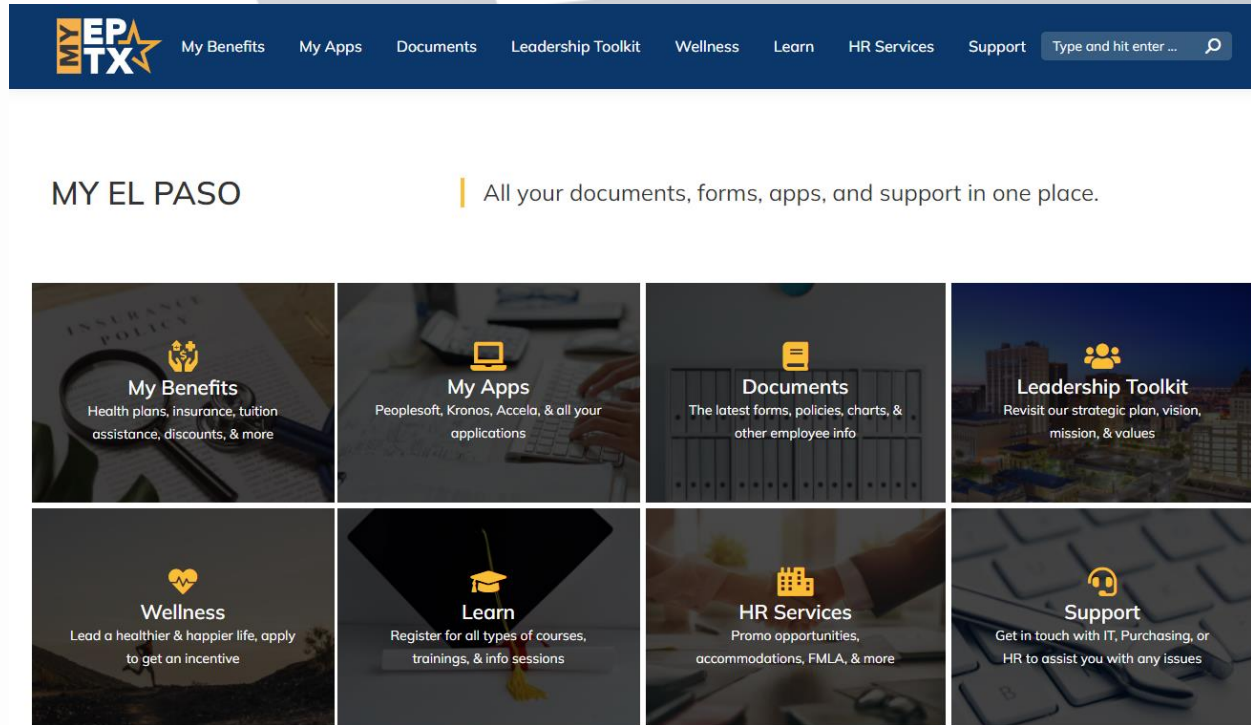 MY EPTX
My Benefits My Apps Documents Leadership Toolkit Wellness Learn HR Services Support Type and hit enter ...
MY EL PASO
All your documents, forms, apps, and support in one place.
INSURANCE
POLICY
My Benefits
Health plans, insurance, tuition
assistance, discounts, & more
My Apps
Peoplesoft, Kronos, Accela, & all your
applications
Documents
The latest forms, policies, charts, &
other employee info
Leadership Toolkit
Revisit our strategic plan, vision,
mission, & values
Wellness
Lead a healthier & happier life, apply
to get an incentive
Learn
Register for all types of courses,
trainings, & info sessions
HR Services
Promo opportunities,
accommodations, FMLA, & more
Support
Get in touch with IT, Purchasing, or
HR to assist you with any issues
B